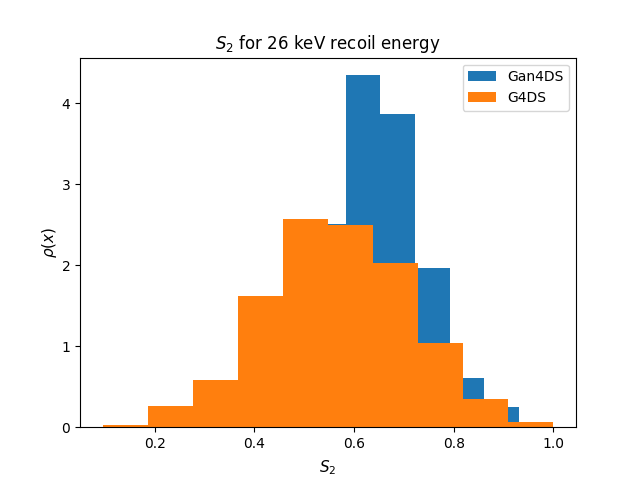 S₂ for 26 keV recoil energy
Gan4DS
G4DS
ρ(x)
4
3
2
1
0
0.2 0.4 0.6 0.8 1.0
S₂